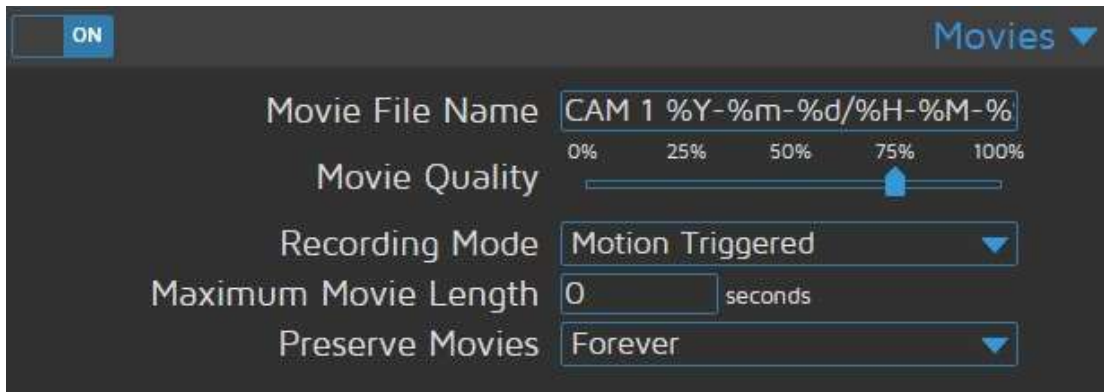 ON
Movies
Movie File Name CAM 1 %Y-%m-%d/%H-%M-%
0% 25% 50% 75% 100%
Movie Quality
Recording Mode Motion Triggered
Maximum Movie Length 0 seconds
Preserve Movies Forever